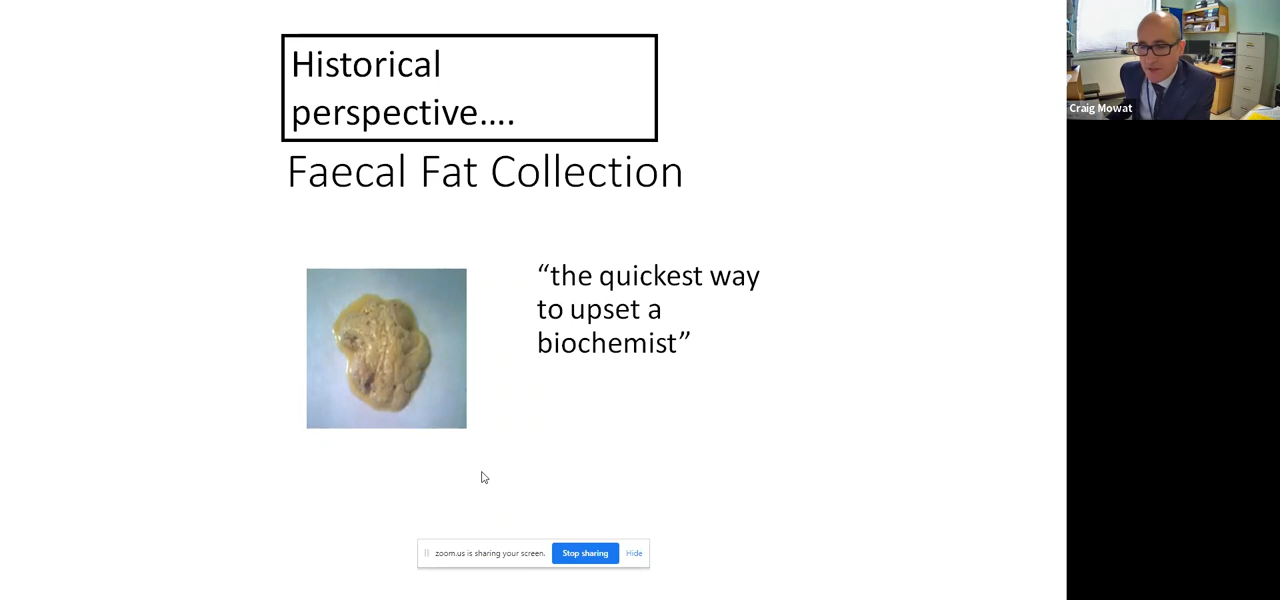 Historical
perspective....
Faecal Fat Collection
“the quickest way
to upset a
biochemist”
Craig Mowat
zoom.us is sharing your screen. Stop sharing Hide